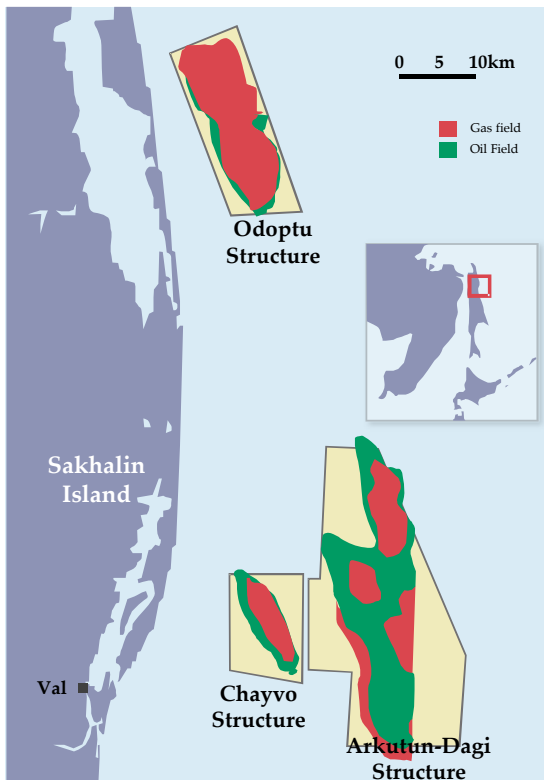 0 5 10km
Gas field
Oil Field
Odoptu
Structure
Sakhalin
Island
Val
Chayvo
Structure
Arkutun-Dagi
Structure